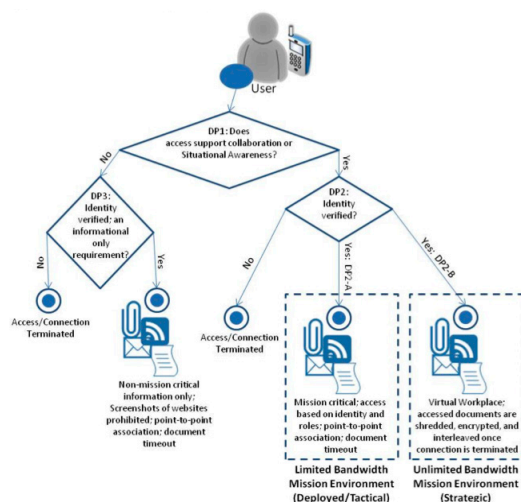 User
DP1: Does
access support collaboration or
Situational Awareness?
No
Yes
DP3:
Identity
verified; an
informational
only
requirement?
DP2:
Identity
verified?
No
Yes
No
Yes: DP2-A
Yes: DP2-B
Access/Connection
Terminated
Non-mission critical
information only;
Screenshots of websites
prohibited; point-to-point
association; document
timeout
Access/Connection
Terminated
Mission critical; access
based on identity and
roles; point-to-point
association; document
timeout
Virtual Workplace;
accessed documents are
shredded, encrypted, and
interleaved once
connection is terminated
Limited Bandwidth
Mission Environment
(Deployed/Tactical)
Unlimited Bandwidth
Mission Environment
(Strategic)